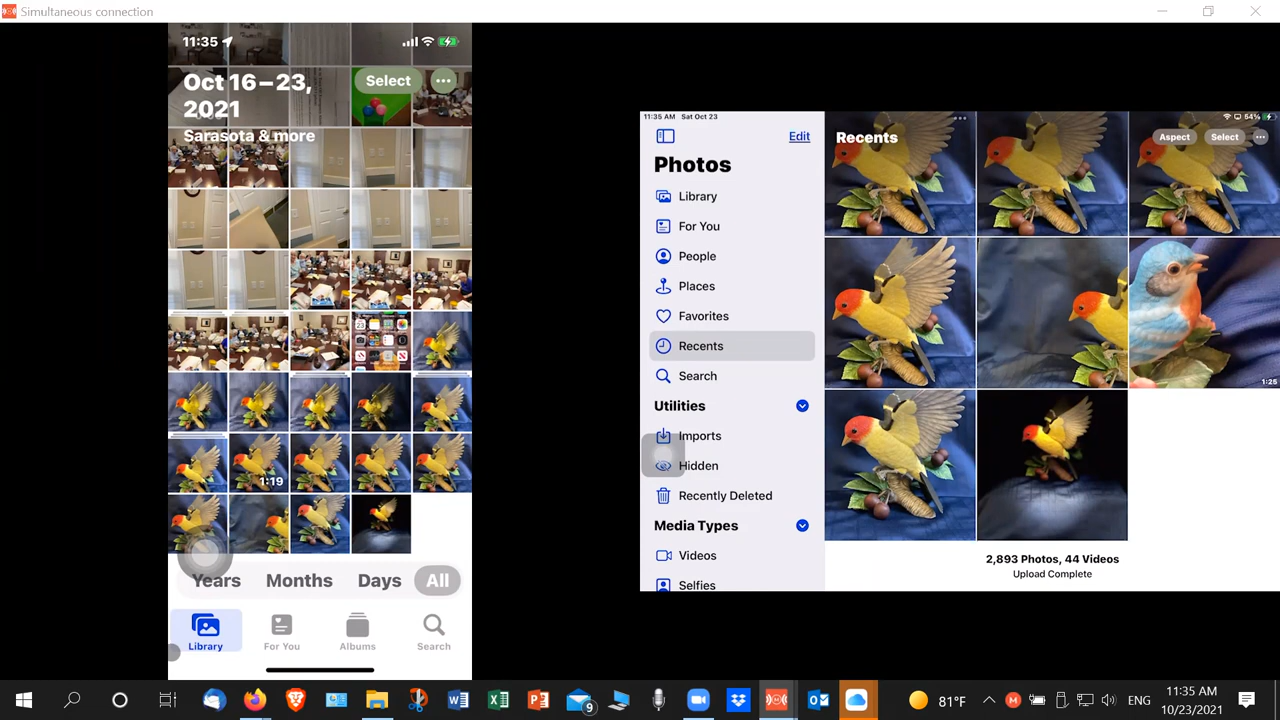 Simultaneous connection
11:35
Oct 16–23,
2021
Sarasota & more
Select
1:19
Years Months Days All
Library For You Albums Search
11:35 AM Sat Oct 23
54%
Edit
Photos
Library
For You
People
Places
Favorites
Recents
Search
Utilities
Imports
Hidden
Recently Deleted
Media Types
Videos
Selfies
Recents
Aspect Select
1:25
2,893 Photos, 44 Videos
Upload Complete
9
81°F
ENG
11:35 AM
10/23/2021